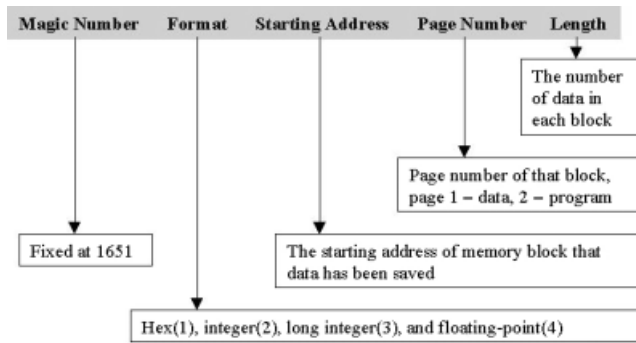 Magic Number Format Starting Address Page Number Length
The number
of data in
each block
Page number of that block,
page 1 – data, 2 – program
Fixed at 1651
The starting address of memory block that
data has been saved
Hex(1), integer(2), long integer(3), and floating-point(4)